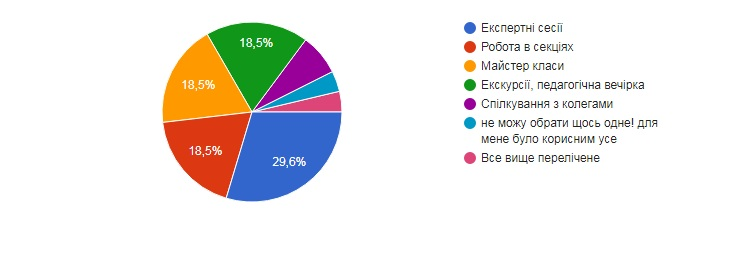 18,5%
18,5%
18,5%
29,6%
Експертні сесії
Робота в секціях
Майстер класи
Екскурсії, педагогічна вечірка
Спілкування з колегами
не можу обрати щось одне! для
мене було корисним усе
Все вище перелічене